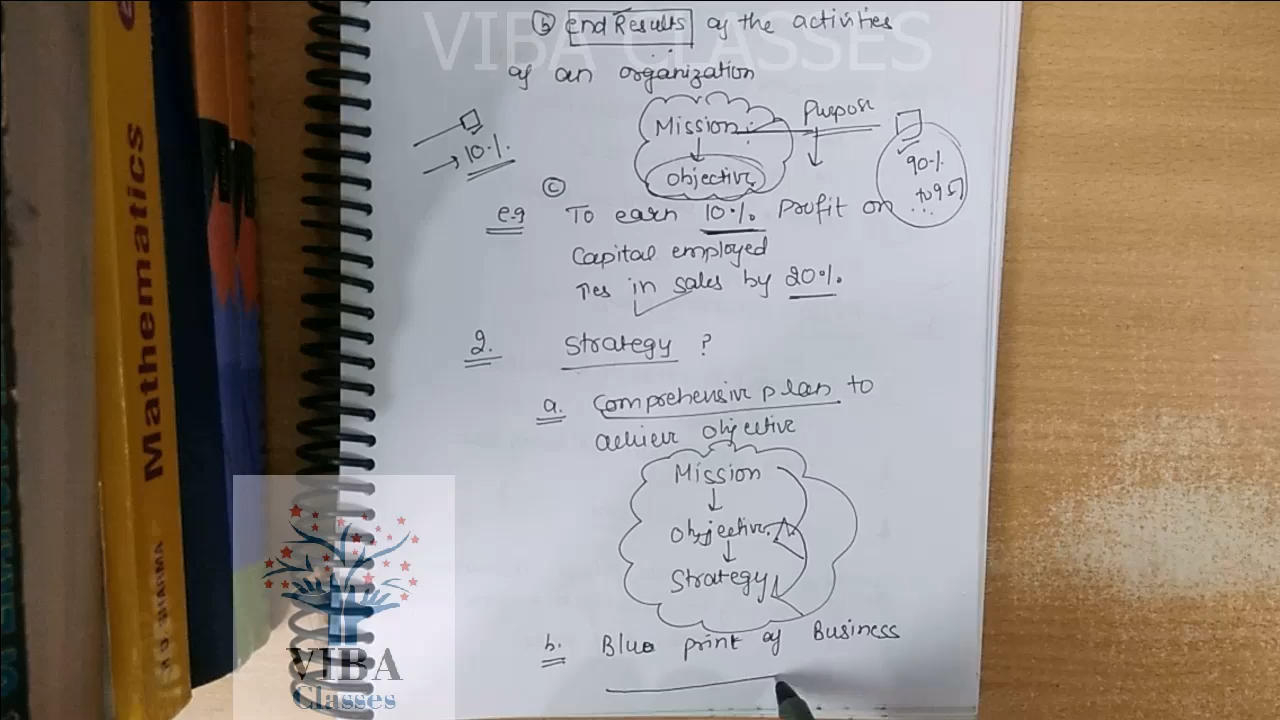 VIBA CLASSES
(b) end Results of the activities
of an organization
Mission Purpose
→ 10%
Objective
90%
to 95%
(c)
e.g To earn 10% profit on ...
Capital employed
in sales by 20%
2. Strategy ?
a. Comprehensive plan to
achieve objective
Mission
↓
Objective
↓
Strategy
b. Blue print of Business
Mathematics
R.D. SHARMA
VIBA
Classes